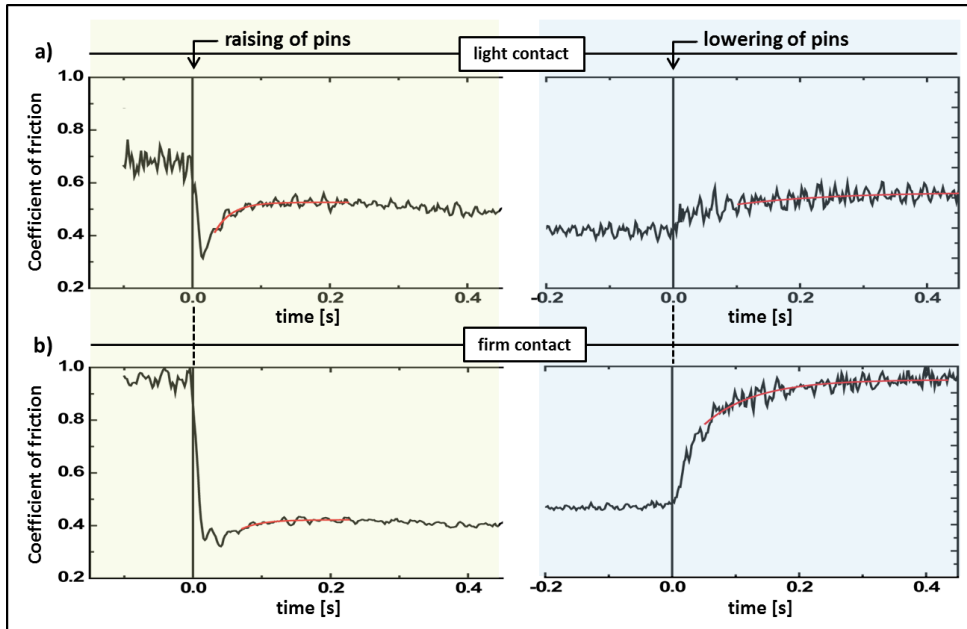 a)
raising of pins
light contact
lowering of pins
Coefficient of friction
1.0
0.8
0.6
0.4
0.2
0.0 0.2 0.4
time [s]
-0.2 0.0 0.2 0.4
time [s]
b)
firm contact
Coefficient of friction
1.0
0.8
0.6
0.4
0.2
0.0 0.2 0.4
time [s]
-0.2 0.0 0.2 0.4
time [s]